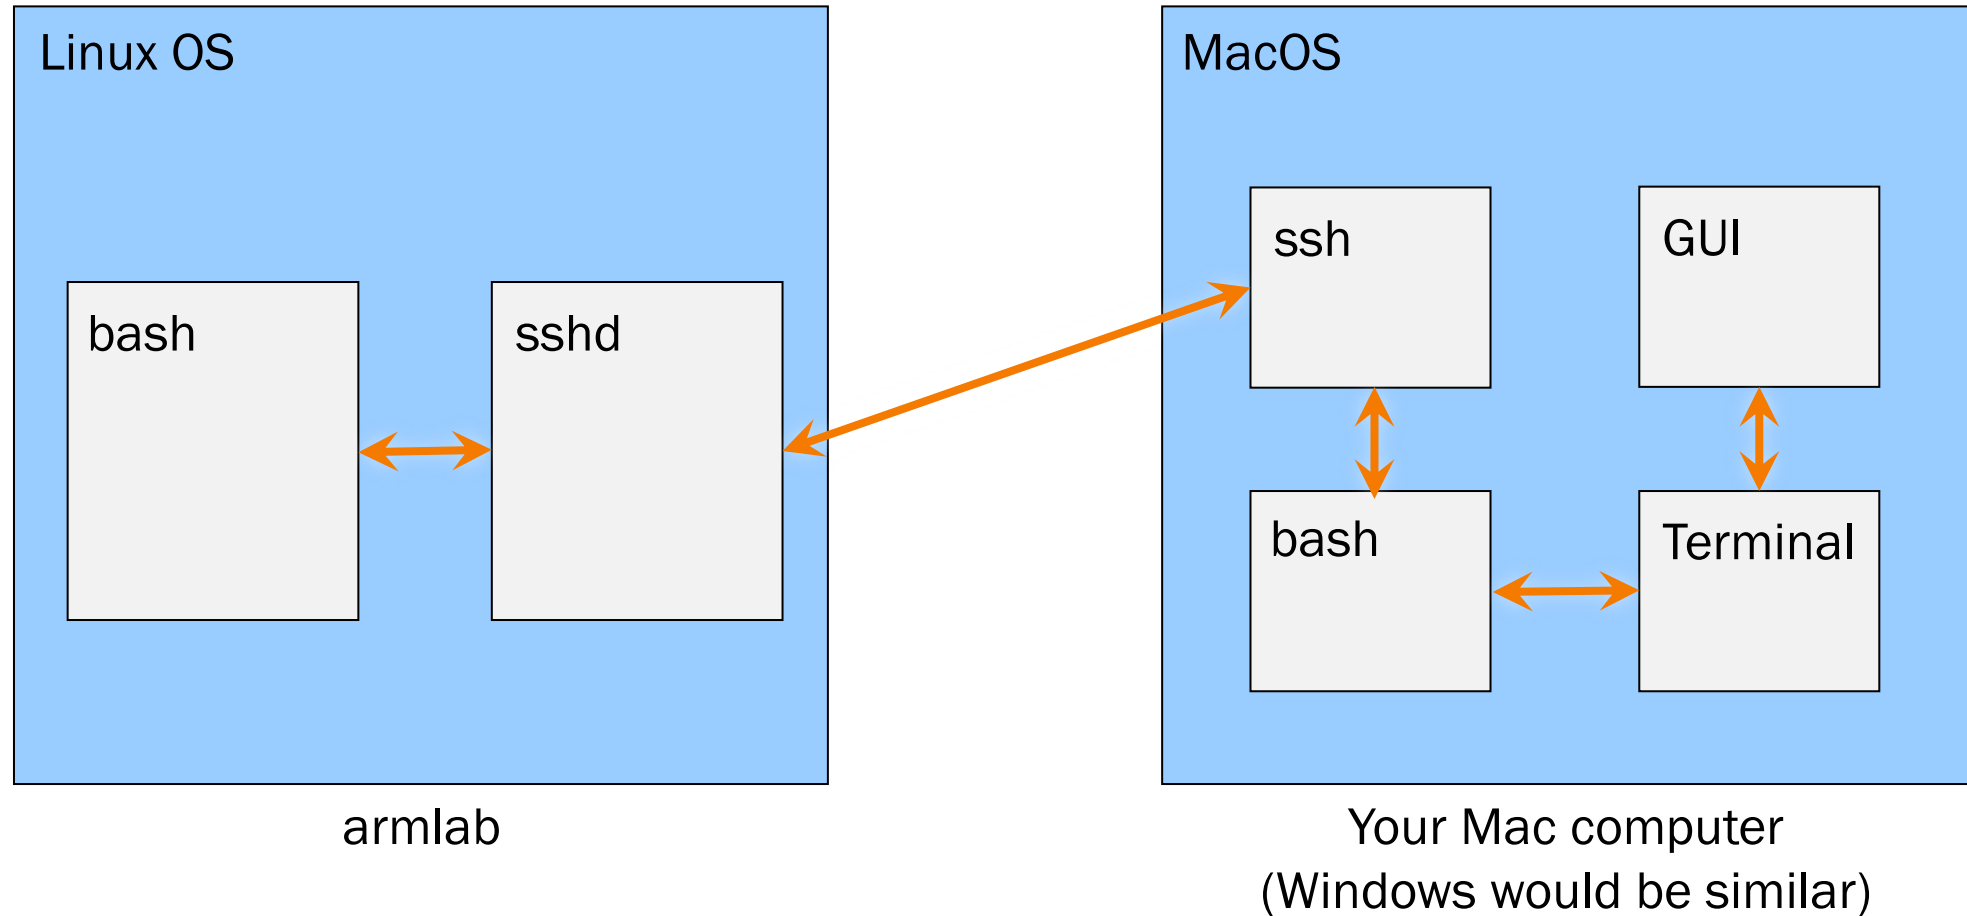 Linux OS
bash
sshd
armlab
MacOS
ssh
GUI
bash
Terminal
Your Mac computer
(Windows would be similar)